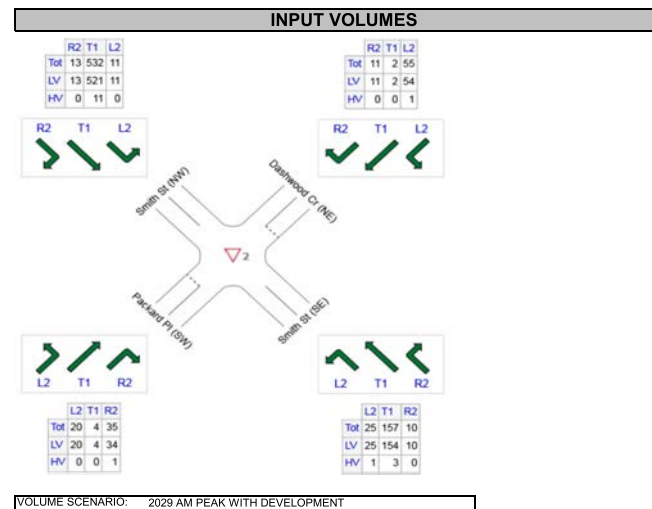 INPUT VOLUMES
R2 T1 L2
Tot 13 532 11
LV 13 521 11
HV 0 11 0
R2 T1 L2
Tot 11 2 55
LV 11 2 54
HV 0 0 1
R2 T1 L2
R2 T1 L2
Smith St (NW)
Dashwood Cr (NE)
2
Packard Pl (SW)
Smith St (SE)
L2 T1 R2
L2 T1 R2
L2 T1 R2
Tot 20 4 35
LV 20 4 34
HV 0 0 1
L2 T1 R2
Tot 25 157 10
LV 25 154 10
HV 1 3 0
VOLUME SCENARIO: 2029 AM PEAK WITH DEVELOPMENT